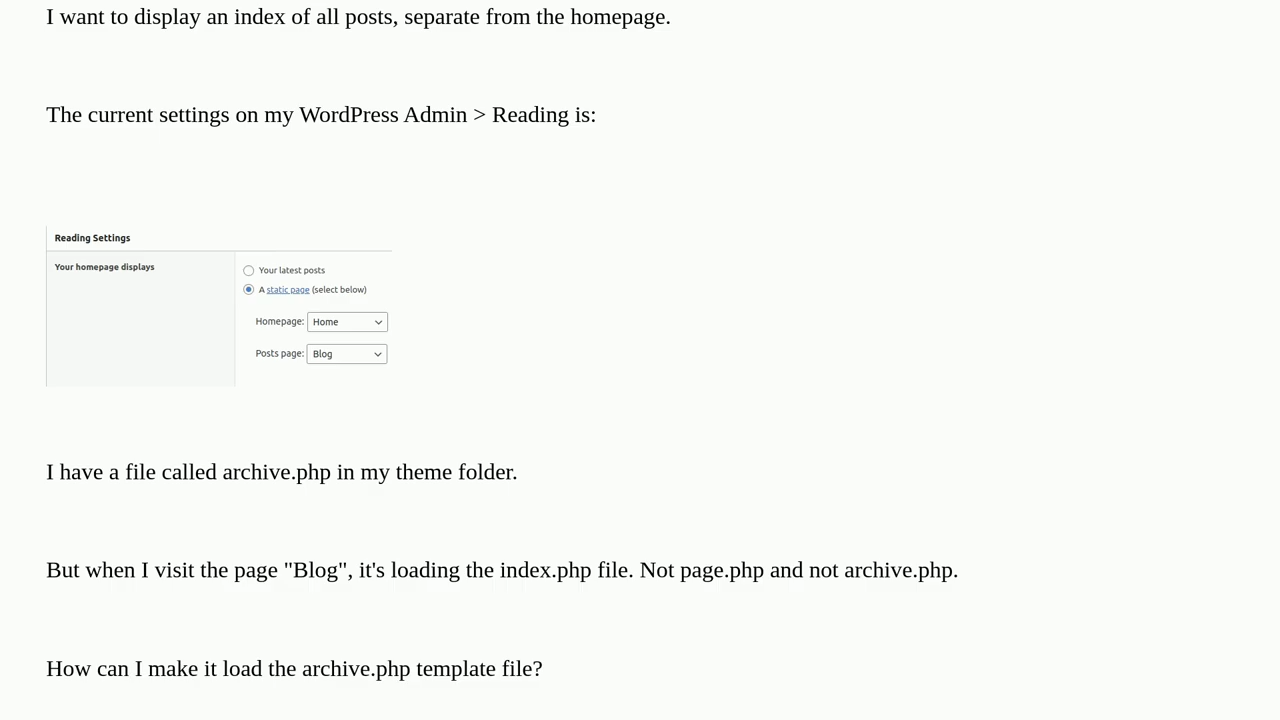 I want to display an index of all posts, separate from the homepage.
The current settings on my WordPress Admin > Reading is:
Reading Settings
Your homepage displays
Your latest posts
A static page (select below)
Homepage: Home
Posts page: Blog
I have a file called archive.php in my theme folder.
But when I visit the page "Blog", it's loading the index.php file. Not page.php and not archive.php.
How can I make it load the archive.php template file?